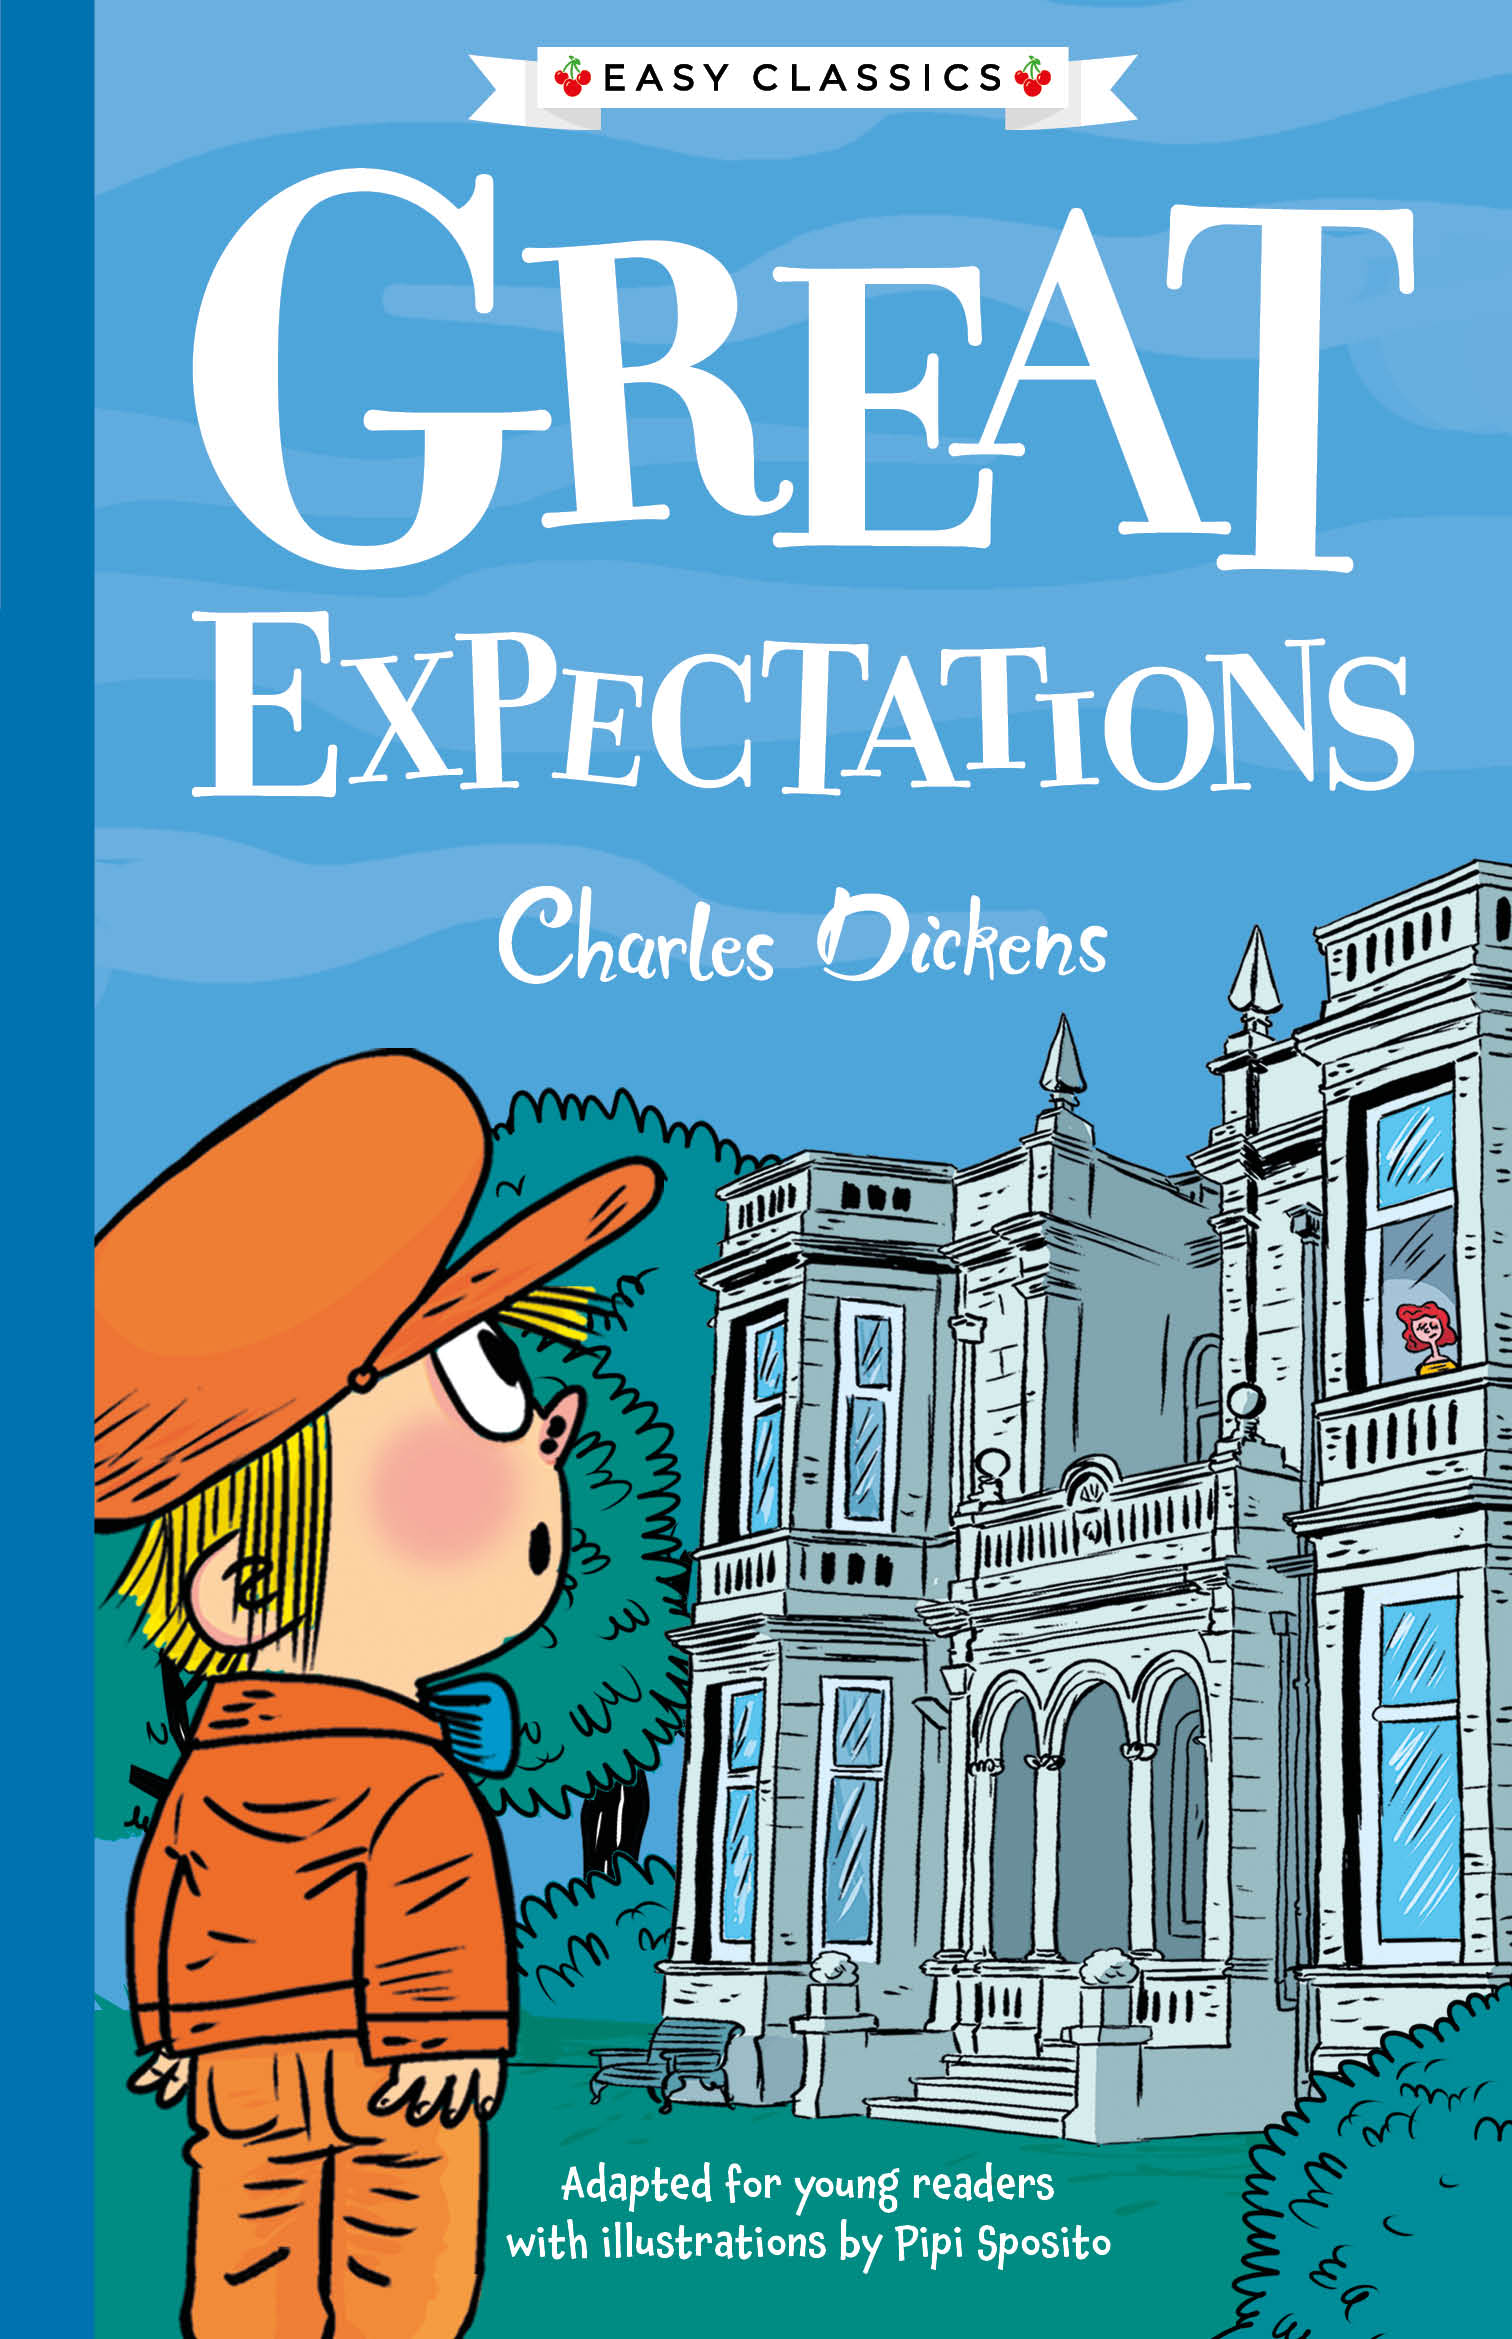 EASY CLASSICS
GREAT
EXPECTATIONS
Charles Dickens
Adapted for young readers
with illustrations by Pipi Sposito